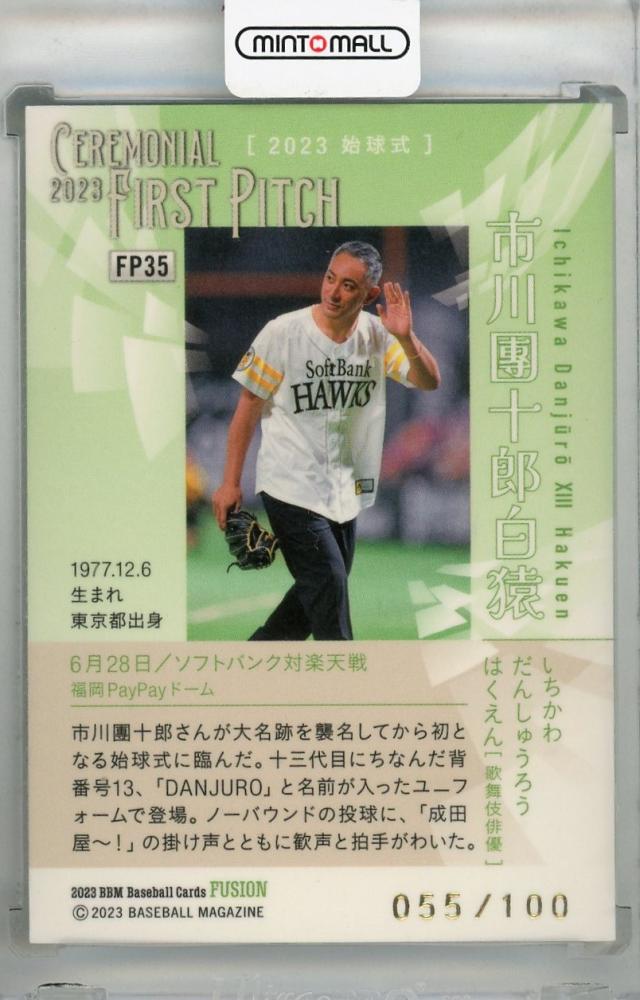 MINTMALL
CEREMONIAL
2023 FIRST PITCH
[ 2023 始球式 ]
FP35
SoftBank
HAWKS
市川團十郎白猿
Ichikawa Danjūrō XIII Hakuen
1977.12.6
生まれ
東京都出身
6月28日／ソフトバンク対楽天戦
福岡PayPayドーム
いちかわ
だんしゅうろう
はくえん[歌舞伎俳優]
市川團十郎さんが大名跡を襲名してから初と
なる始球式に臨んだ。十三代目にちなんだ背
番号13、「DANJURO」と名前が入ったユニフ
ォームで登場。ノーバウンドの投球に、「成田
屋〜！」の掛け声とともに歓声と拍手がわいた。
2023 BBM Baseball Cards FUSION
©2023 BASEBALL MAGAZINE
055/100